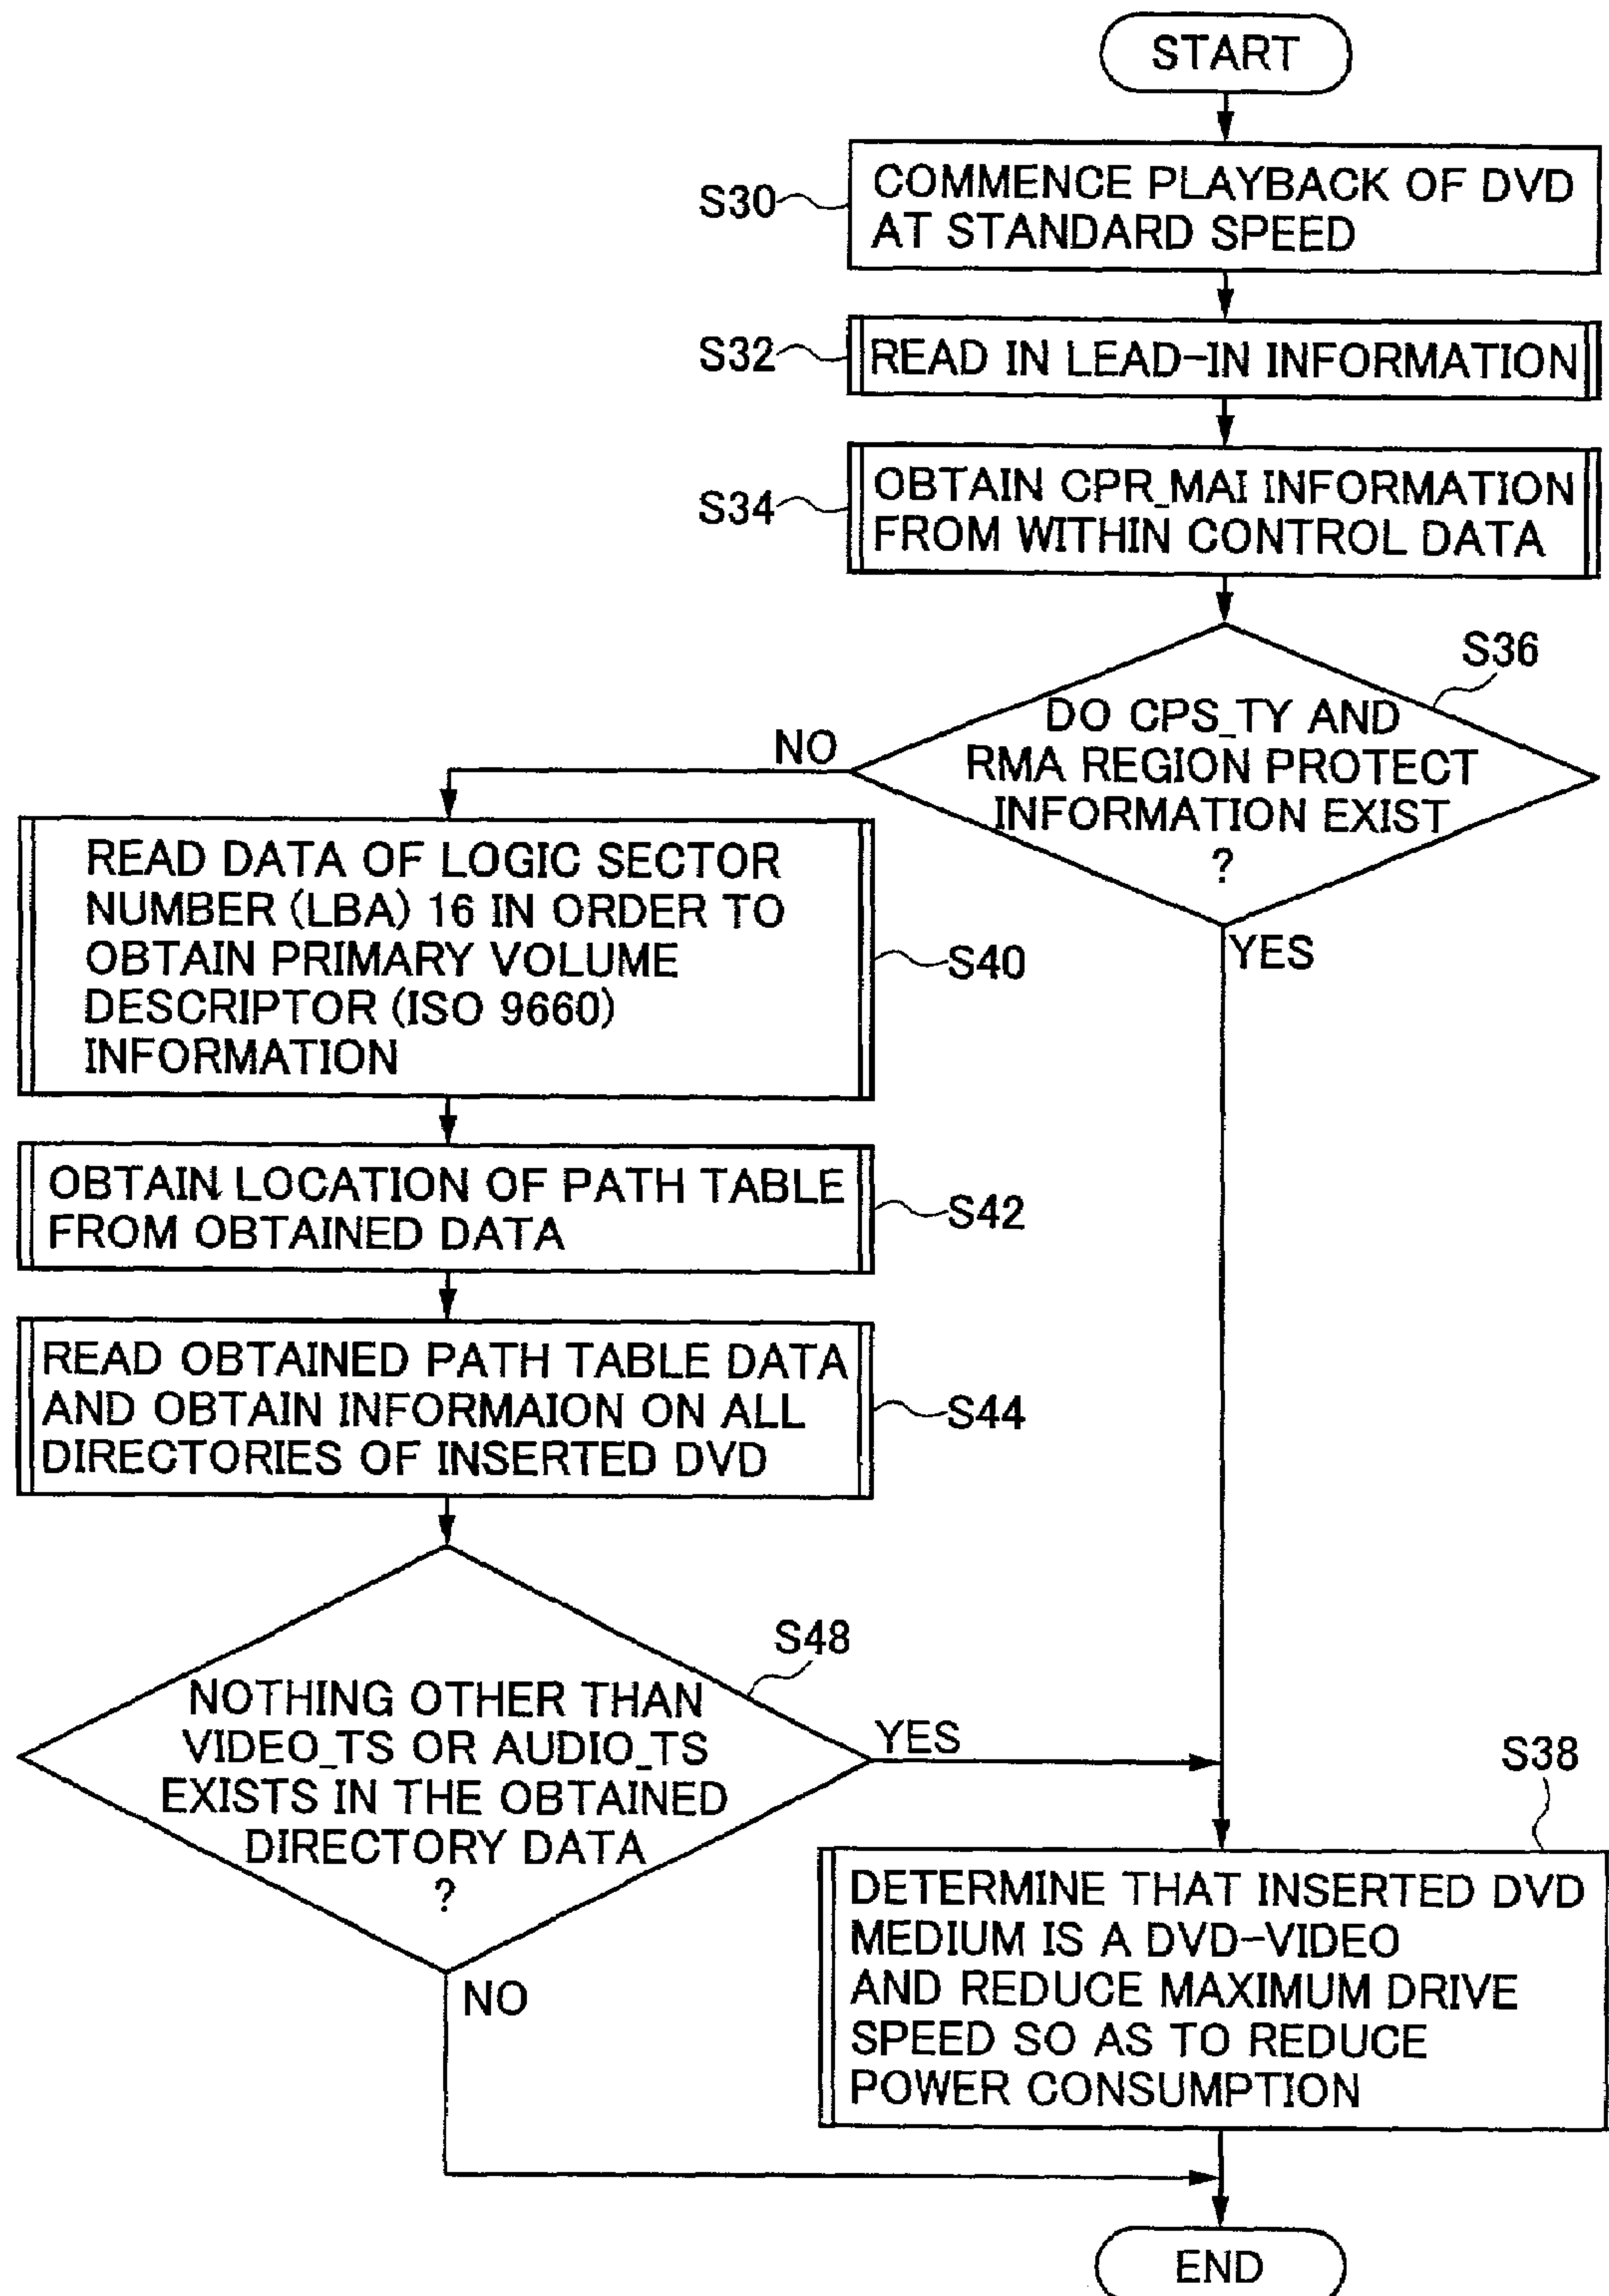 START
S30
COMMENCE PLAYBACK OF DVD
AT STANDARD SPEED
S32
READ IN LEAD-IN INFORMATION
S34
OBTAIN CPR_MAI INFORMATION
FROM WITHIN CONTROL DATA
S36
DO CPS_TY AND
RMA REGION PROTECT
INFORMATION EXIST
?
NO
YES
READ DATA OF LOGIC SECTOR
NUMBER (LBA) 16 IN ORDER TO
OBTAIN PRIMARY VOLUME
DESCRIPTOR (ISO 9660)
INFORMATION
S40
OBTAIN LOCATION OF PATH TABLE
FROM OBTAINED DATA
S42
READ OBTAINED PATH TABLE DATA
AND OBTAIN INFORMAION ON ALL
DIRECTORIES OF INSERTED DVD
S44
S48
NOTHING OTHER THAN
VIDEO_TS OR AUDIO_TS
EXISTS IN THE OBTAINED
DIRECTORY DATA
?
YES
NO
S38
DETERMINE THAT INSERTED DVD
MEDIUM IS A DVD-VIDEO
AND REDUCE MAXIMUM DRIVE
SPEED SO AS TO REDUCE
POWER CONSUMPTION
END